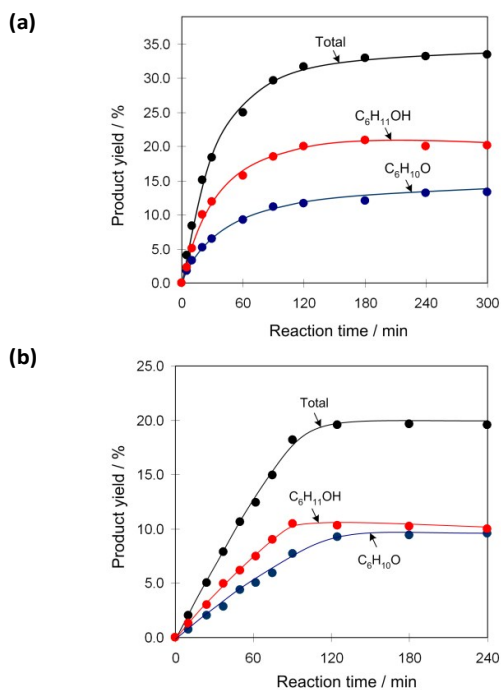 (a)
Product yield / %
35.0
30.0
25.0
20.0
15.0
10.0
5.0
0.0
Total
C₆H₁₁OH
C₆H₁₀O
0 60 120 180 240 300
Reaction time / min
(b)
Product yield / %
25.0
20.0
15.0
10.0
5.0
0.0
Total
C₆H₁₁OH
C₆H₁₀O
0 60 120 180 240
Reaction time / min